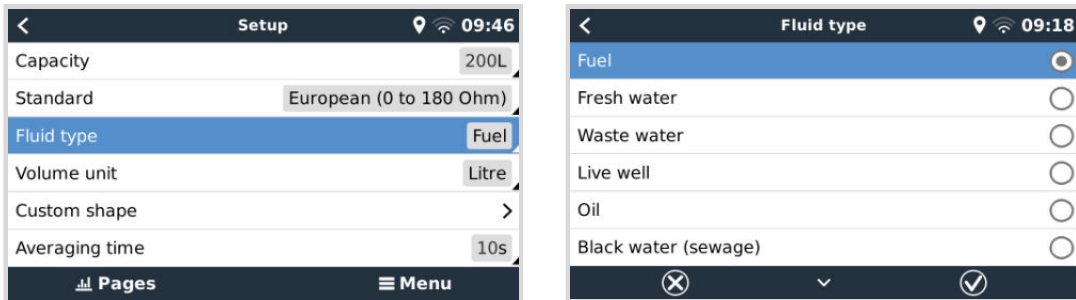 Setup 09:46
Capacity 200L
Standard European (0 to 180 Ohm)
Fluid type Fuel
Volume unit Litre
Custom shape
Averaging time 10s
Pages Menu
Fluid type 09:18
Fuel
Fresh water
Waste water
Live well
Oil
Black water (sewage)